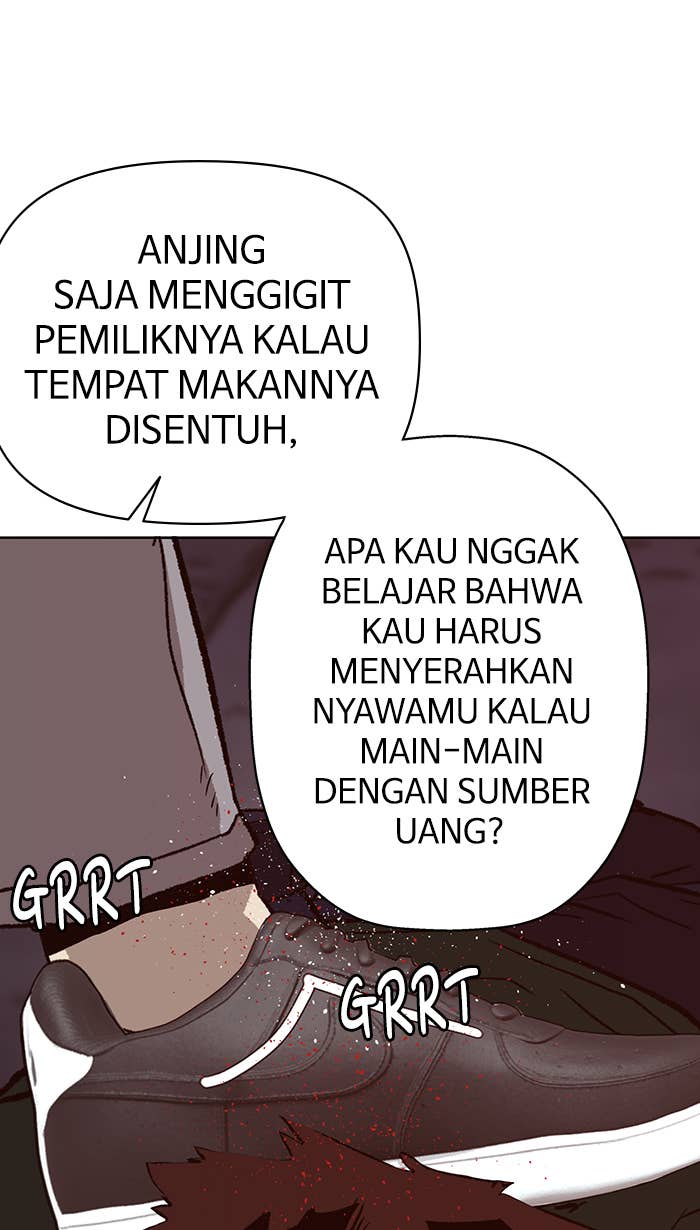 ANJING
SAJA MENGGIGIT
PEMILIKNYA KALAU
TEMPAT MAKANNYA
DISENTUH,
APA KAU NGGAK
BELAJAR BAHWA
KAU HARUS
MENYERAHKAN
NYAWAMU KALAU
MAIN-MAIN
DENGAN SUMBER
UANG?
GRRT
GRRT